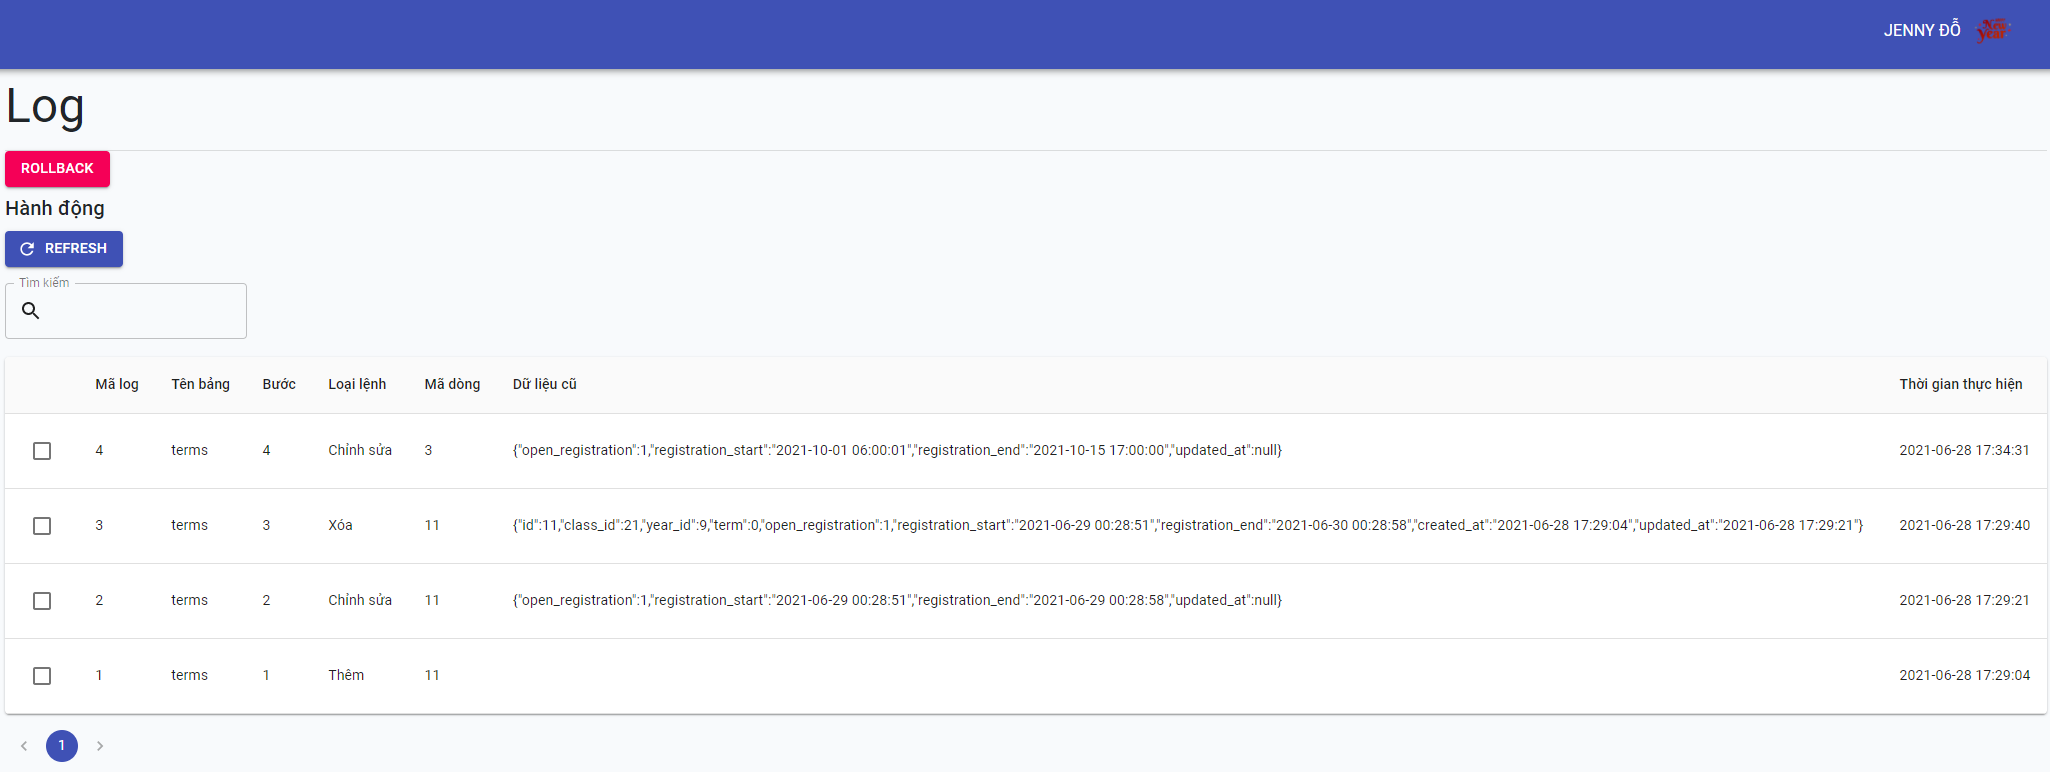 JENNY ĐỖ
New year
Log
ROLLBACK
Hành động
REFRESH
Tìm kiếm
Mã log Tên bảng Bước Loại lệnh Mã dòng Dữ liệu cũ Thời gian thực hiện
4 terms 4 Chỉnh sửa 3 {"open_registration":1,"registration_start":"2021-10-01 06:00:01","registration_end":"2021-10-15 17:00:00","updated_at":null} 2021-06-28 17:34:31
3 terms 3 Xóa 11 {"id":11,"class_id":21,"year_id":9,"term":0,"open_registration":1,"registration_start":"2021-06-29 00:28:51","registration_end":"2021-06-30 00:28:58","created_at":"2021-06-28 17:29:04","updated_at":"2021-06-28 17:29:21"} 2021-06-28 17:29:40
2 terms 2 Chỉnh sửa 11 {"open_registration":1,"registration_start":"2021-06-29 00:28:51","registration_end":"2021-06-29 00:28:58","updated_at":null} 2021-06-28 17:29:21
1 terms 1 Thêm 11 2021-06-28 17:29:04
1